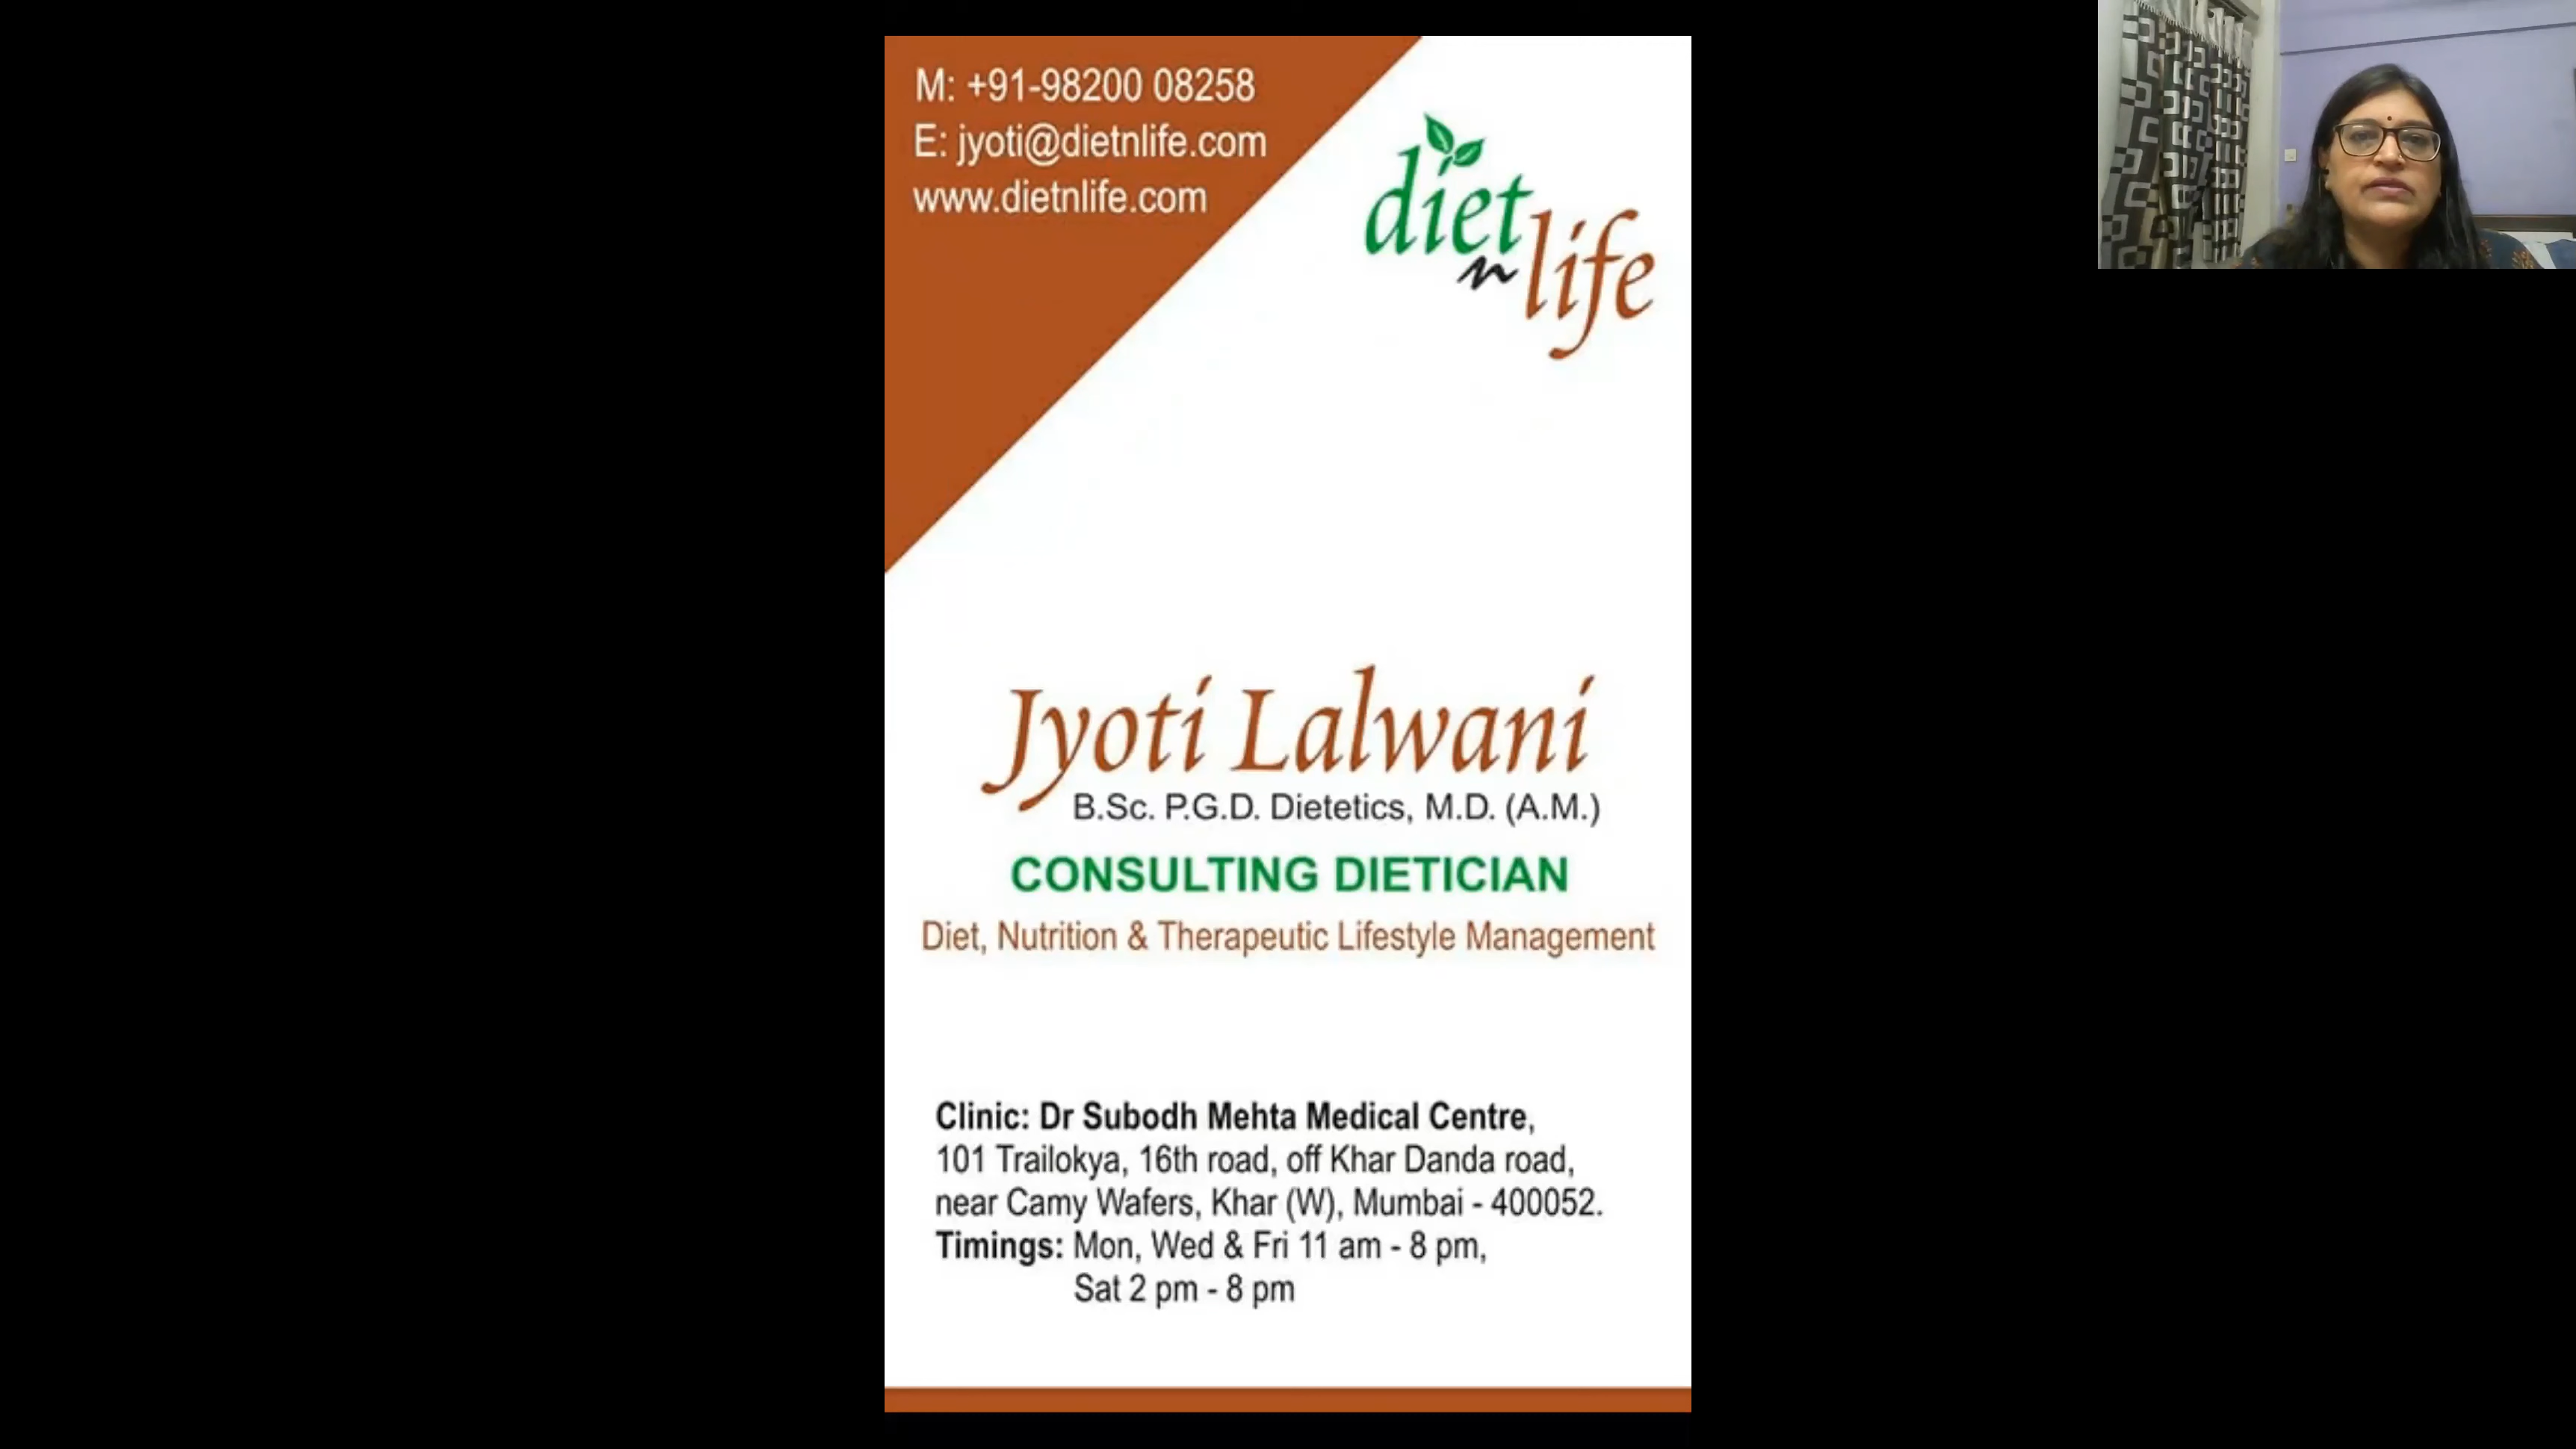 M: +91-98200 08258
E: jyoti@dietnlife.com
www.dietnlife.com
diet
n life
Jyoti Lalwani
B.Sc. P.G.D. Dietetics, M.D. (A.M.)
CONSULTING DIETICIAN
Diet, Nutrition & Therapeutic Lifestyle Management
Clinic: Dr Subodh Mehta Medical Centre,
101 Trailokya, 16th road, off Khar Danda road,
near Camy Wafers, Khar (W), Mumbai - 400052.
Timings: Mon, Wed & Fri 11 am - 8 pm,
Sat 2 pm - 8 pm